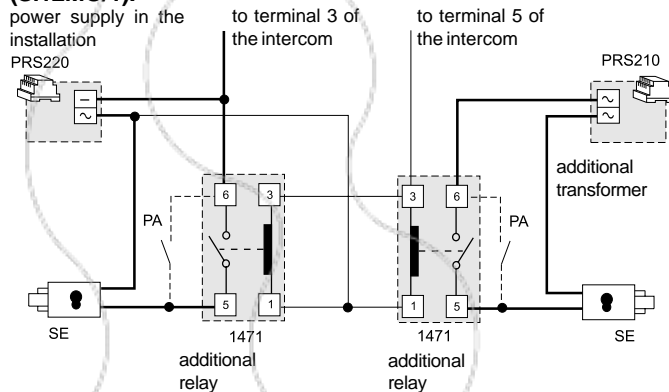 power supply in the
installation
to terminal 3 of
the intercom
to terminal 5 of
the intercom
PRS220
PRS210
–
~
~
~
additional
transformer
6
3
3
6
PA
PA
5
1
1
5
SE
1471
1471
SE
additional
relay
additional
relay